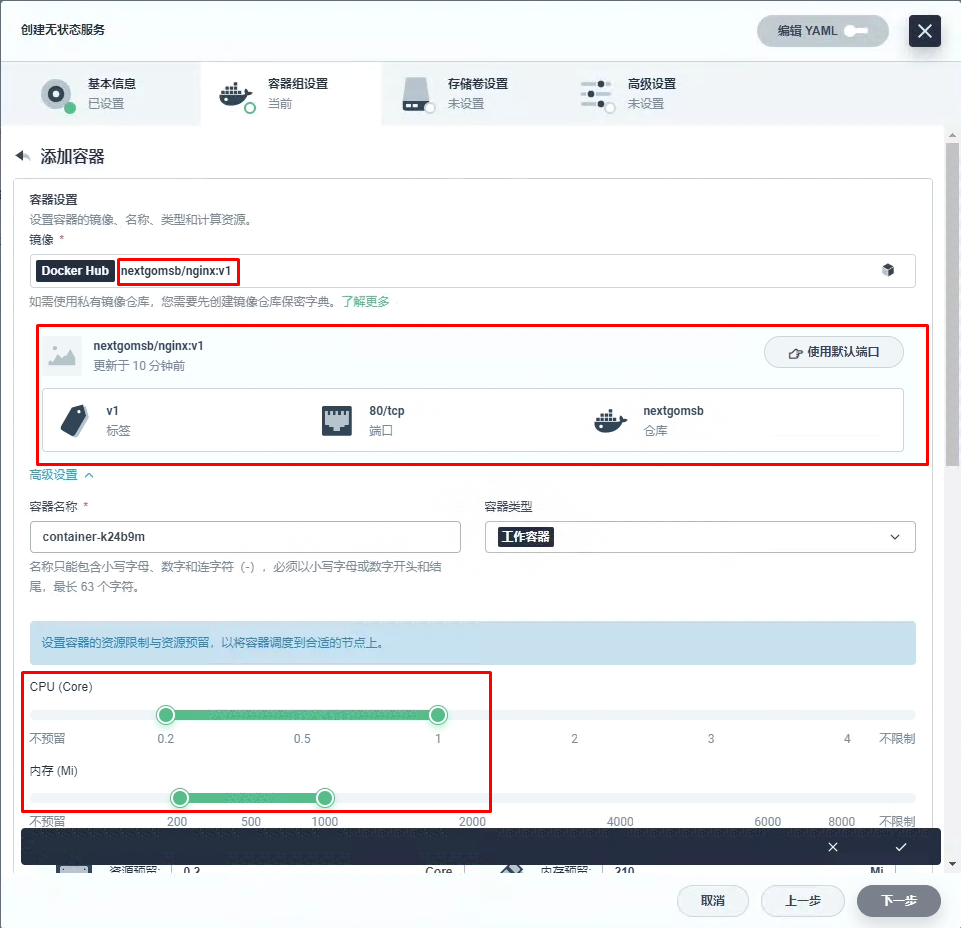 创建无状态服务
编辑 YAML
基本信息
已设置
容器组设置
当前
存储卷设置
未设置
高级设置
未设置
添加容器
容器设置
设置容器的镜像、名称、类型和计算资源。
镜像 *
Docker Hub nextgomsb/nginx:v1
如需使用私有镜像仓库，您需要先创建镜像仓库保密字典。了解更多
nextgomsb/nginx:v1
更新于 10 分钟前
使用默认端口
v1
标签
80/tcp
端口
nextgomsb
仓库
高级设置
容器名称 *
容器类型
container-k24b9m
工作容器
名称只能包含小写字母、数字和连字符（-），必须以小写字母或数字开头和结
尾，最长 63 个字符。
设置容器的资源限制与资源预留，以将容器调度到合适的节点上。
CPU (Core)
不预留 0.2 0.5 1 2 3 4 不限制
内存 (Mi)
不预留 200 500 1000 2000 4000 6000 8000 不限制
资源预留: 0.2 Core 内存预留: 210 Mi
取消 上一步 下一步